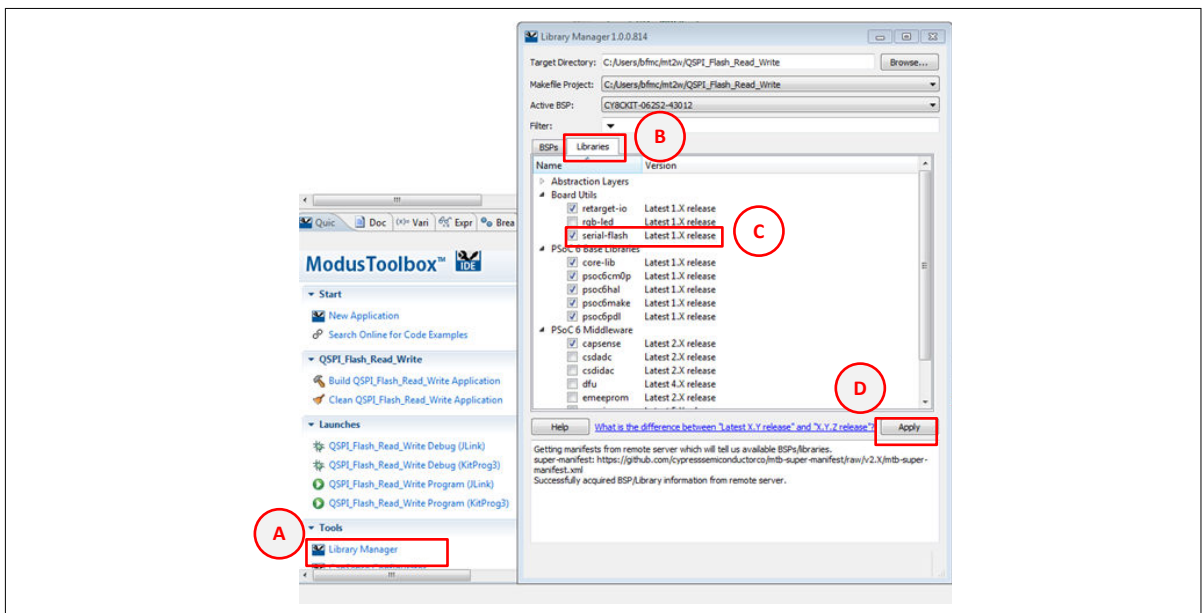 Library Manager 1.0.0.814
Target Directory: C:/Users/bfmc/mt2w/QSPI_Flash_Read_Write Browse...
Makefile Project: C:/Users/bfmc/mt2w/QSPI_Flash_Read_Write
Active BSP: CY8CKIT-062S2-43012
Filter:
B
BSPs Libraries
Name Version
Abstraction Layers
Board Utils
retarget-io Latest 1.X release
rgb-led Latest 1.X release
serial-flash Latest 1.X release
C
PSoC 6 Base Libraries
core-lib Latest 1.X release
psoc6cm0p Latest 1.X release
psoc6hal Latest 1.X release
psoc6make Latest 1.X release
psoc6pdl Latest 1.X release
PSoC 6 Middleware
capsense Latest 2.X release
csdadc Latest 2.X release
csdidac Latest 2.X release
dfu Latest 4.X release
emeeprom Latest 2.X release
D
Help What is the difference between "Latest X.Y release" and "X.Y.Z release"? Apply
Getting manifests from remote server which will tell us available BSPs/libraries.
super-manifest: https://github.com/cypresssemiconductorco/mtb-super-manifest/raw/v2.X/mtb-super-
manifest.xml
Successfully acquired BSP/Library information from remote server.
Quic Doc (x)= Vari Expr Brea
ModusToolbox™ IDE
Start
New Application
Search Online for Code Examples
QSPI_Flash_Read_Write
Build QSPI_Flash_Read_Write Application
Clean QSPI_Flash_Read_Write Application
Launches
QSPI_Flash_Read_Write Debug (JLink)
QSPI_Flash_Read_Write Debug (KitProg3)
QSPI_Flash_Read_Write Program (JLink)
QSPI_Flash_Read_Write Program (KitProg3)
Tools
A
Library Manager